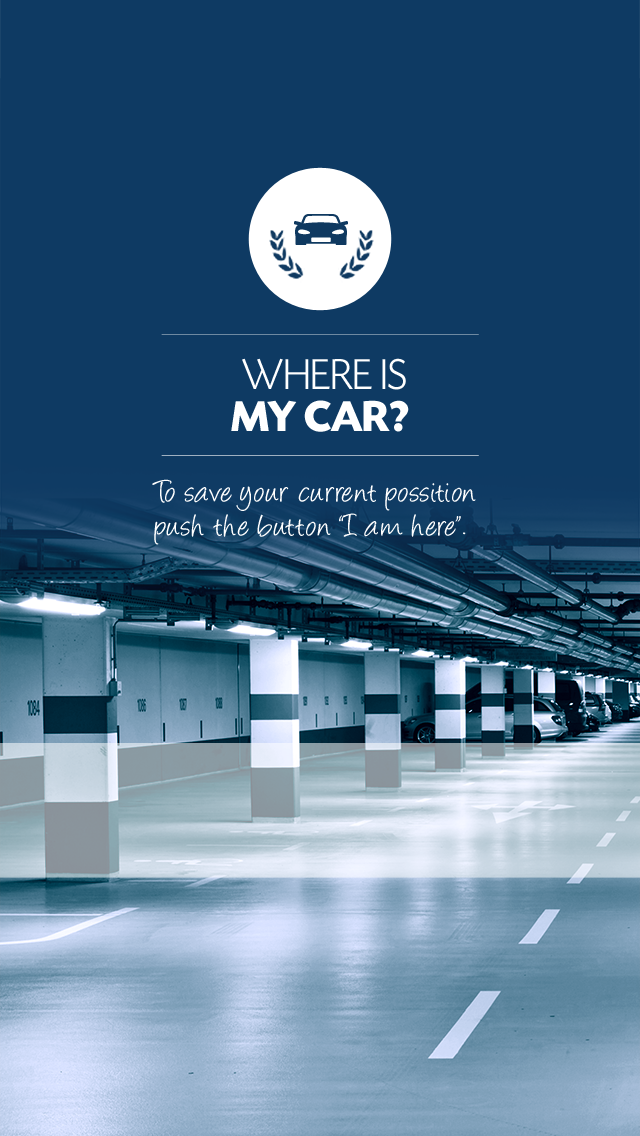 WHERE IS
MY CAR?
To save your current possition
push the button “I am here”.
1084
1086
1087
1088